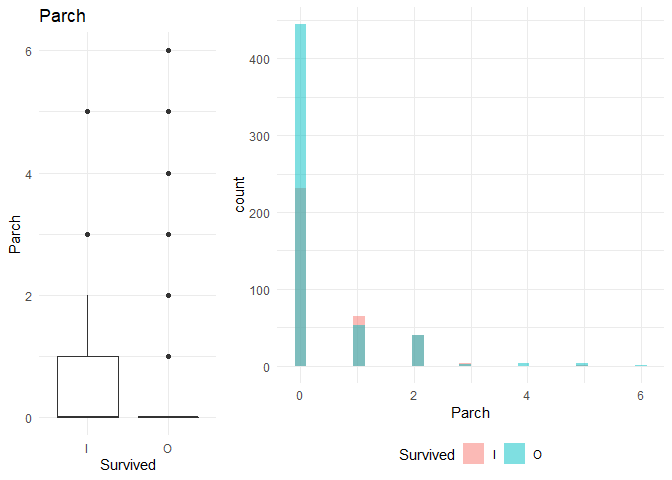 Parch
6
4
2
0
Parch
I O
Survived
400
300
200
100
0
count
0 2 4 6
Parch
Survived I O